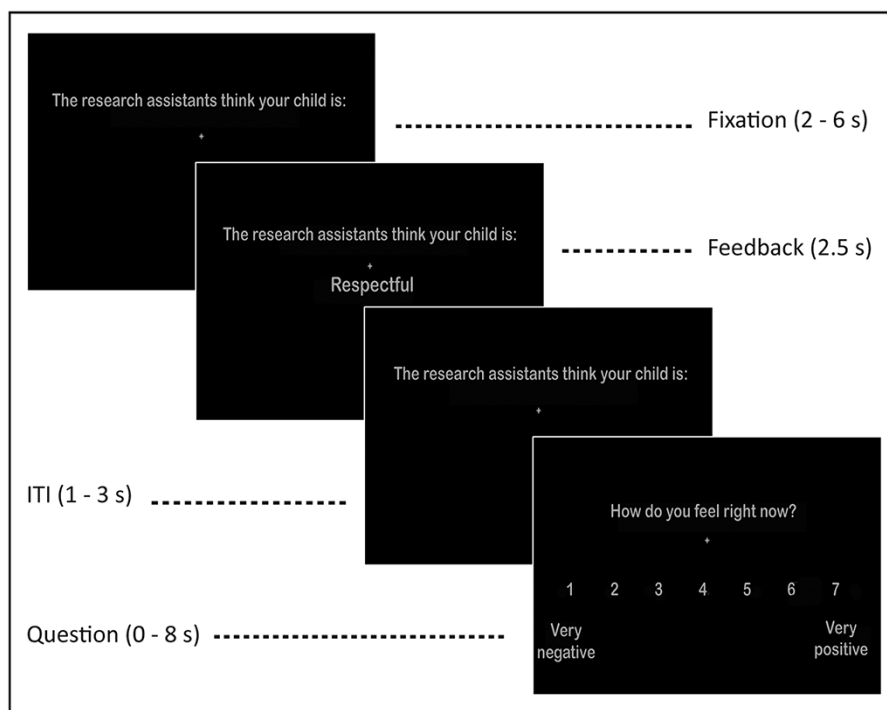 The research assistants think your child is:
+
Fixation (2 - 6 s)
The research assistants think your child is:
+
Respectful
Feedback (2.5 s)
The research assistants think your child is:
+
ITI (1 - 3 s)
How do you feel right now?
+
1 2 3 4 5 6 7
Very negative
Very positive
Question (0 - 8 s)